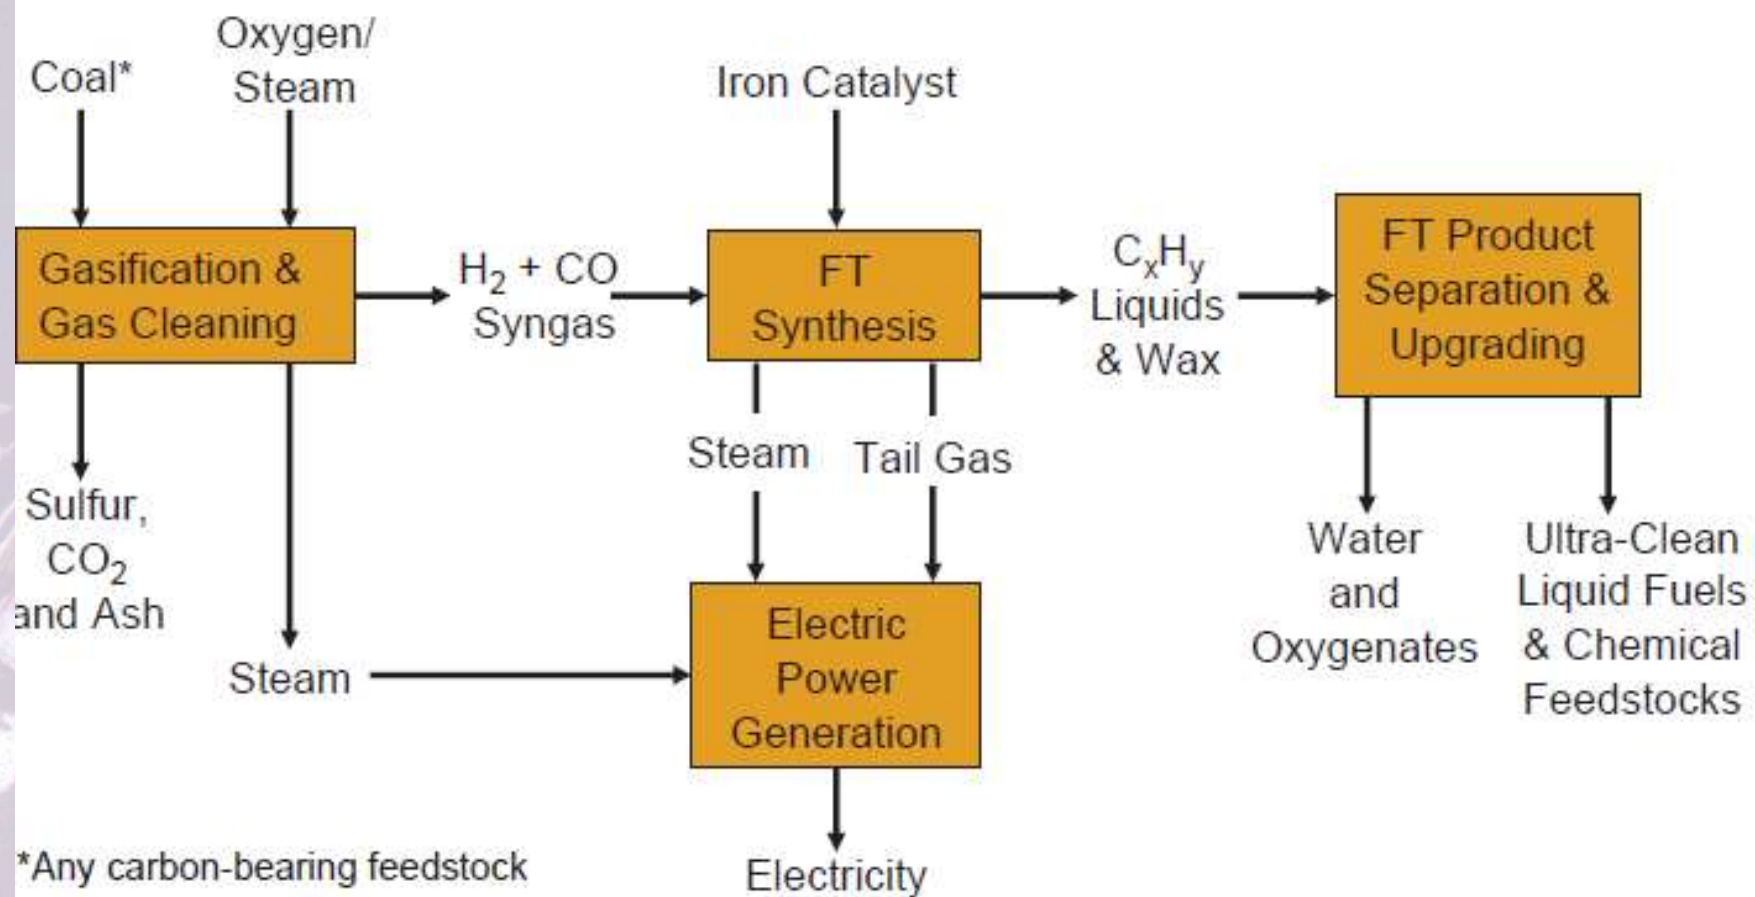 Coal*
Oxygen/
Steam
Iron Catalyst
Gasification &
Gas Cleaning
H₂ + CO
Syngas
FT
Synthesis
CₓHᵧ
Liquids
& Wax
FT Product
Separation &
Upgrading
Sulfur,
CO₂
and Ash
Steam
Steam
Tail Gas
Electric
Power
Generation
Water
and
Oxygenates
Ultra-Clean
Liquid Fuels
& Chemical
Feedstocks
*Any carbon-bearing feedstock
Electricity